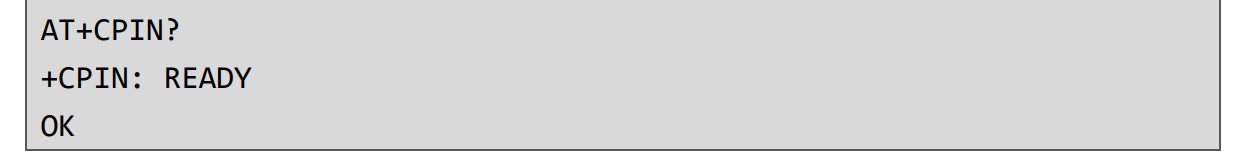 AT+CPIN?
+CPIN: READY
OK